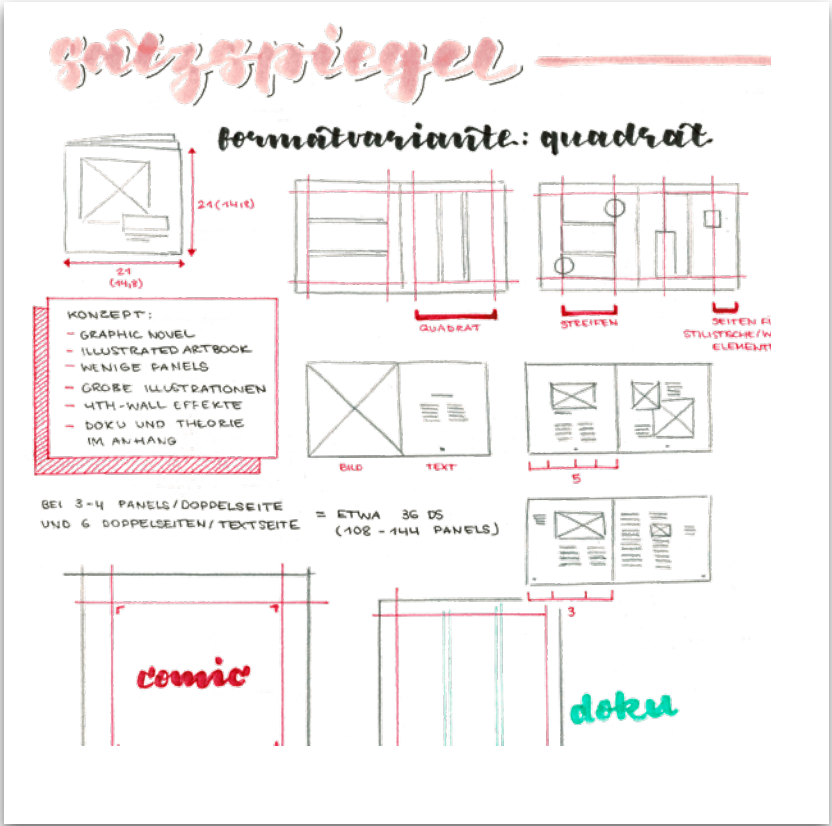 satzspiegel
formatvariante: quadrat
21 (14,8)
21
(14,8)
QUADRAT
STREIFEN
SEITEN FÜ
STILISTISCHE/W
ELEMENT
KONZEPT:
- GRAPHIC NOVEL
- ILLUSTRATED ARTBOOK
- WENIGE PANELS
- GROßE ILLUSTRATIONEN
- 4TH-WALL EFFEKTE
- DOKU UND THEORIE
IM ANHANG
BILD
TEXT
5
BEI 3-4 PANELS/DOPPELSEITE
UND 6 DOPPELSEITEN/TEXTSEITE
= ETWA 36 DS
(108 - 144 PANELS)
3
comic
doku